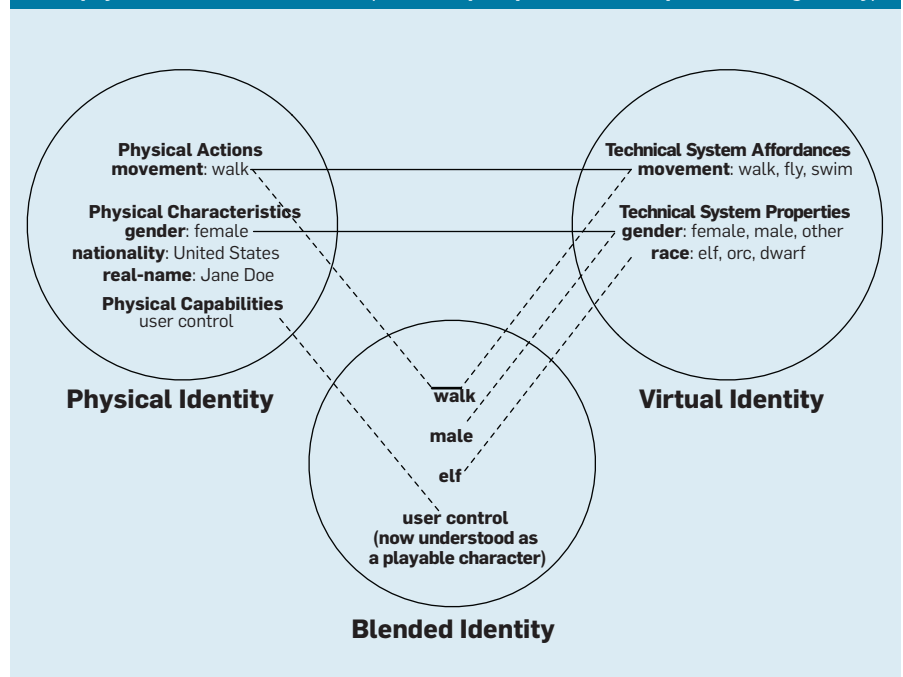 Physical Actions
movement: walk
Physical Characteristics
gender: female
nationality: United States
real-name: Jane Doe
Physical Capabilities
user control
Physical Identity
Technical System Affordances
movement: walk, fly, swim
Technical System Properties
gender: female, male, other
race: elf, orc, dwarf
Virtual Identity
walk
male
elf
user control
(now understood as
a playable character)
Blended Identity